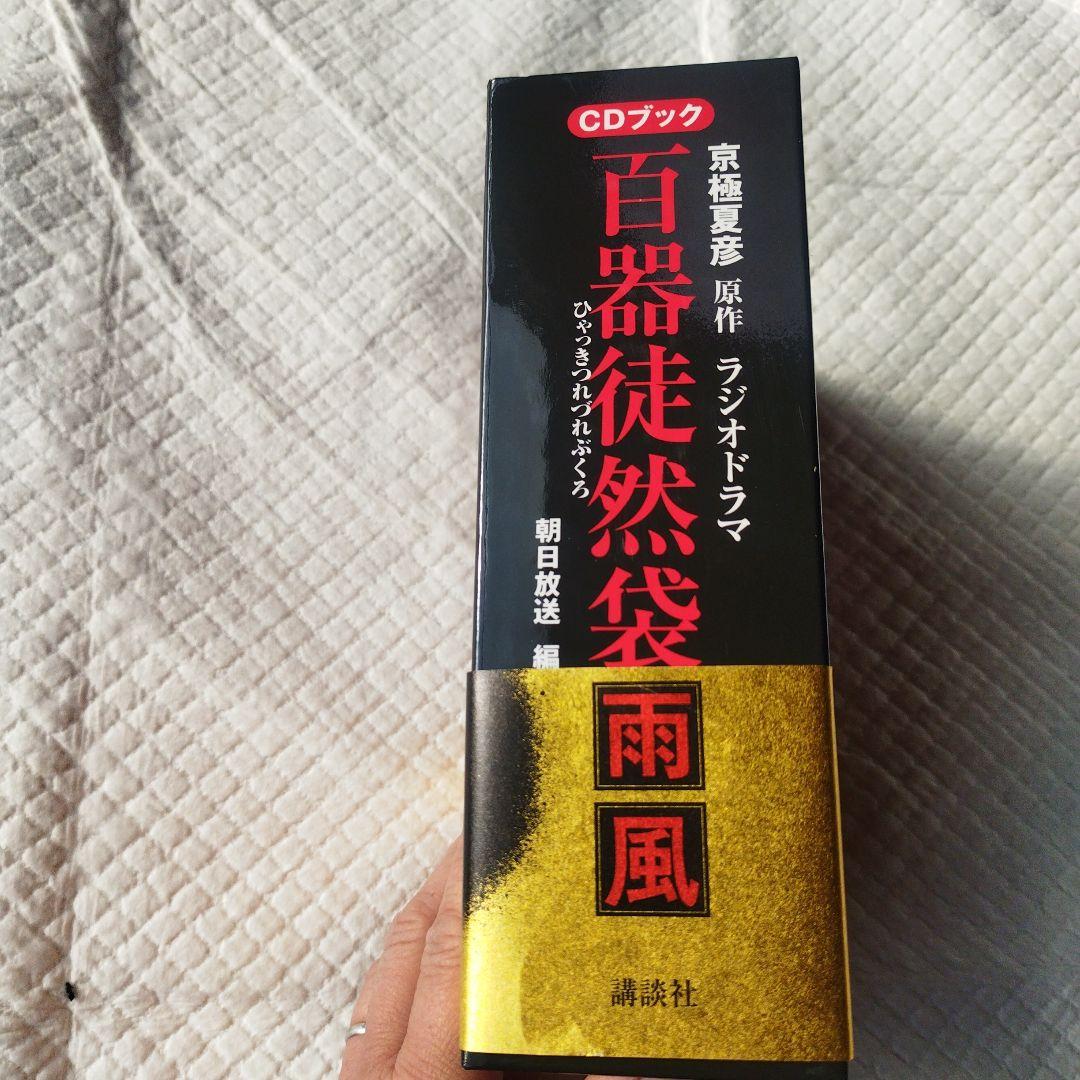 CDブック
京極夏彦 原作 ラジオドラマ
百器徒然袋
ひゃっきつれづれぶくろ
朝日放送 編
雨
風
講談社